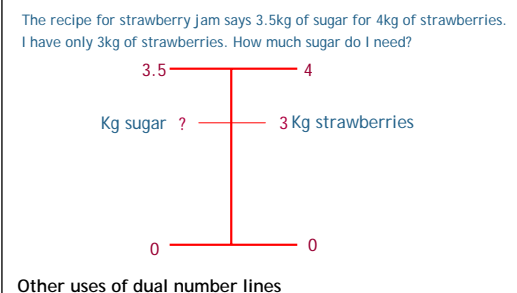 The recipe for strawberry jam says 3.5kg of sugar for 4kg of strawberries.
I have only 3kg of strawberries. How much sugar do I need?
3.5 4
Kg sugar ? 3 Kg strawberries
0 0
Other uses of dual number lines